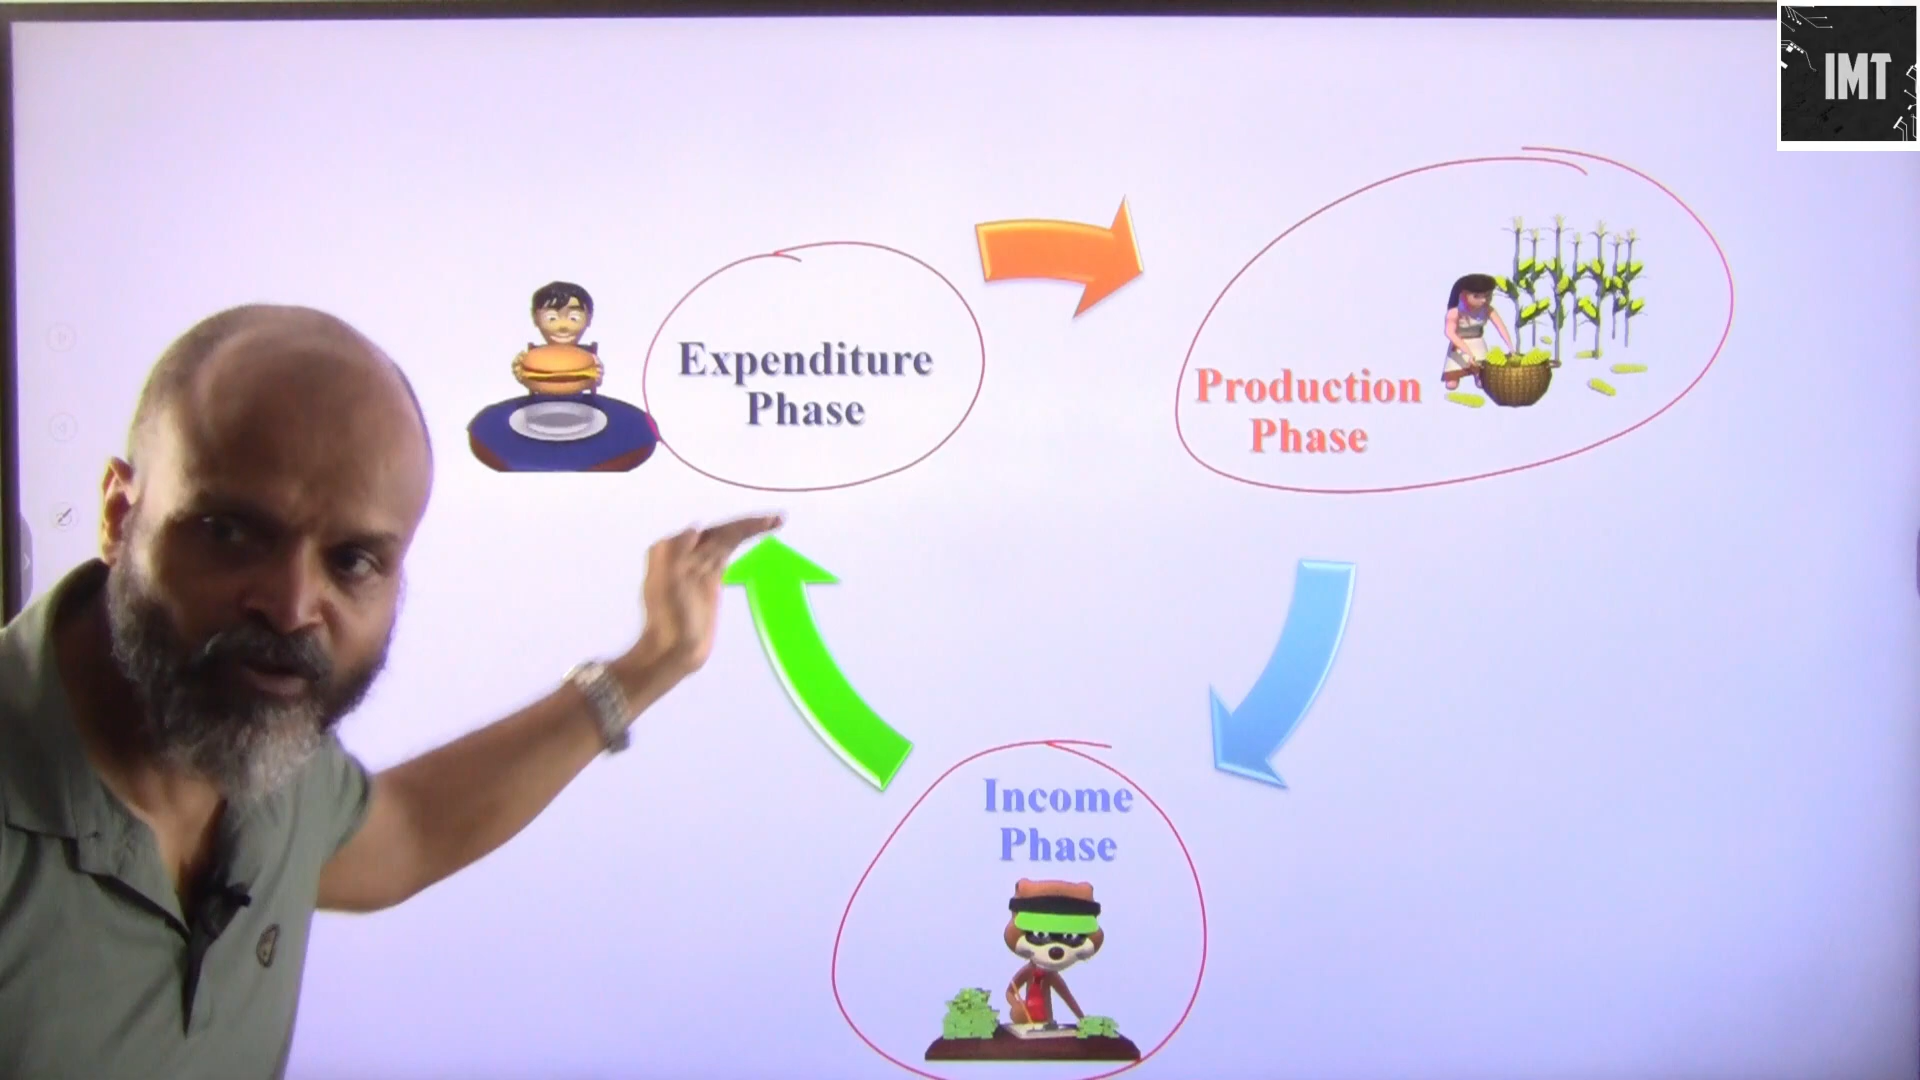 IMT
Expenditure
Phase
Production
Phase
Income
Phase